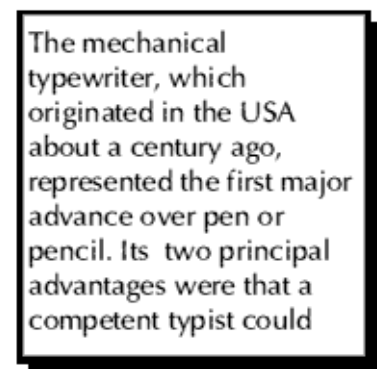 The mechanical
typewriter, which
originated in the USA
about a century ago,
represented the first major
advance over pen or
pencil. Its  two principal
advantages were that a
competent typist could